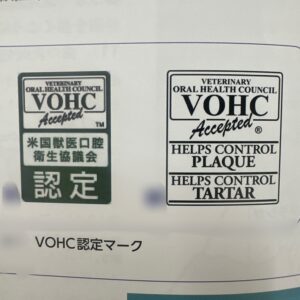 VETERINARY
ORAL HEALTH COUNCIL
VOHC
Accepted
TM
米国獣医口腔
衛生協議会
認定
VETERINARY
ORAL HEALTH COUNCIL
VOHC
Accepted®
HELPS CONTROL
PLAQUE
HELPS CONTROL
TARTAR
VOHC認定マーク